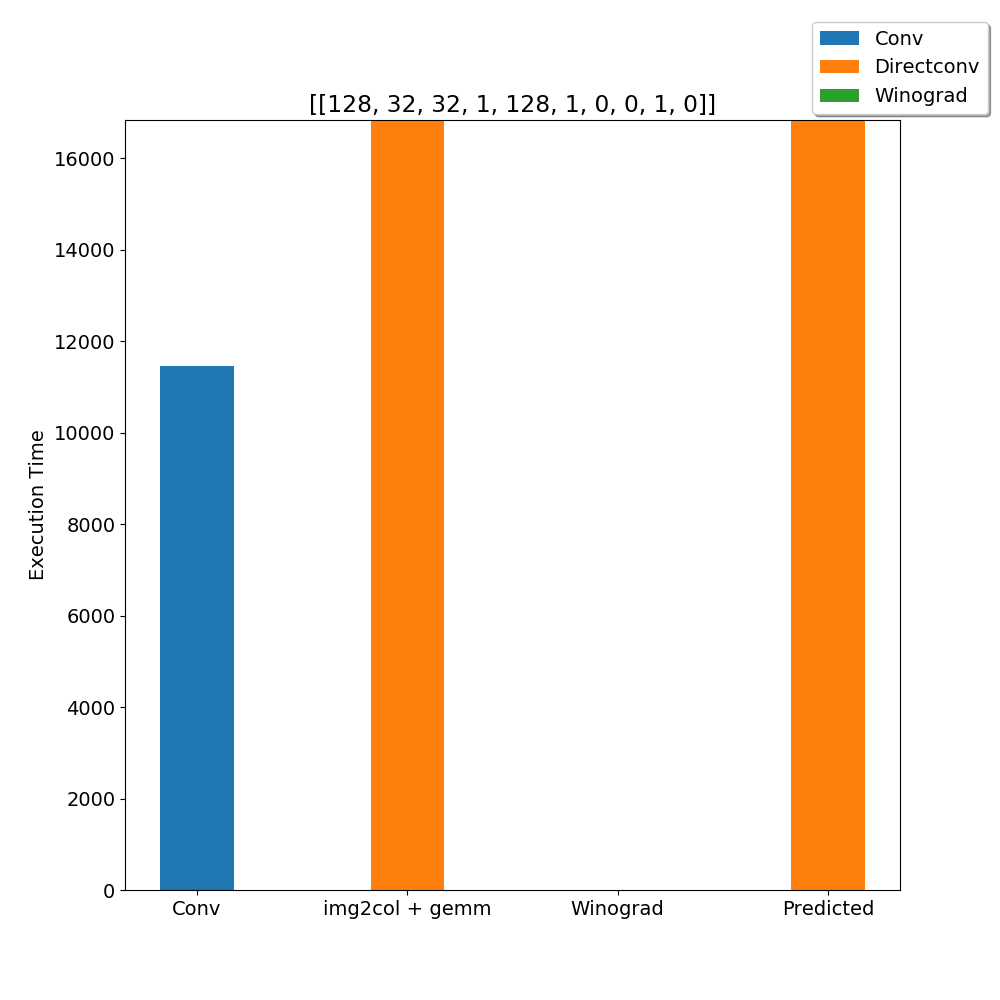 Conv
Directconv
Winograd
[[128, 32, 32, 1, 128, 1, 0, 0, 1, 0]]
16000
14000
12000
10000
8000
6000
4000
2000
0
Execution Time
Conv
img2col + gemm
Winograd
Predicted